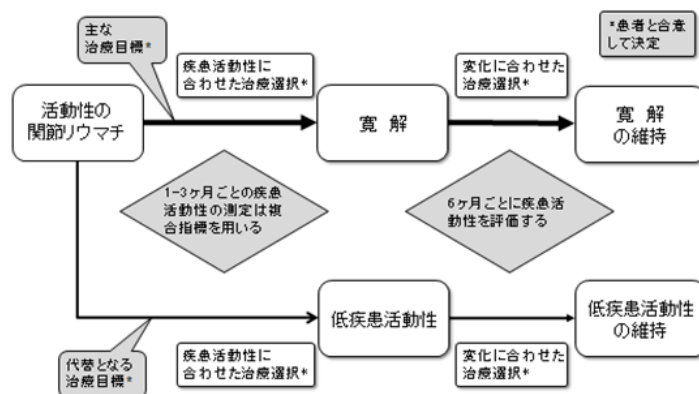 主な
治療目標*
疾患活動性に
合わせた治療選択*
変化に合わせた
治療選択*
*患者と合意
して決定
活動性の
関節リウマチ
寛 解
寛 解
の維持
1-3ヶ月ごとの疾患
活動性の測定は複
合指標を用いる
6ヶ月ごとに疾患活
動性を評価する
低疾患活動性
低疾患活動性
の維持
代替となる
治療目標*
疾患活動性に
合わせた治療選択*
変化に合わせた
治療選択*